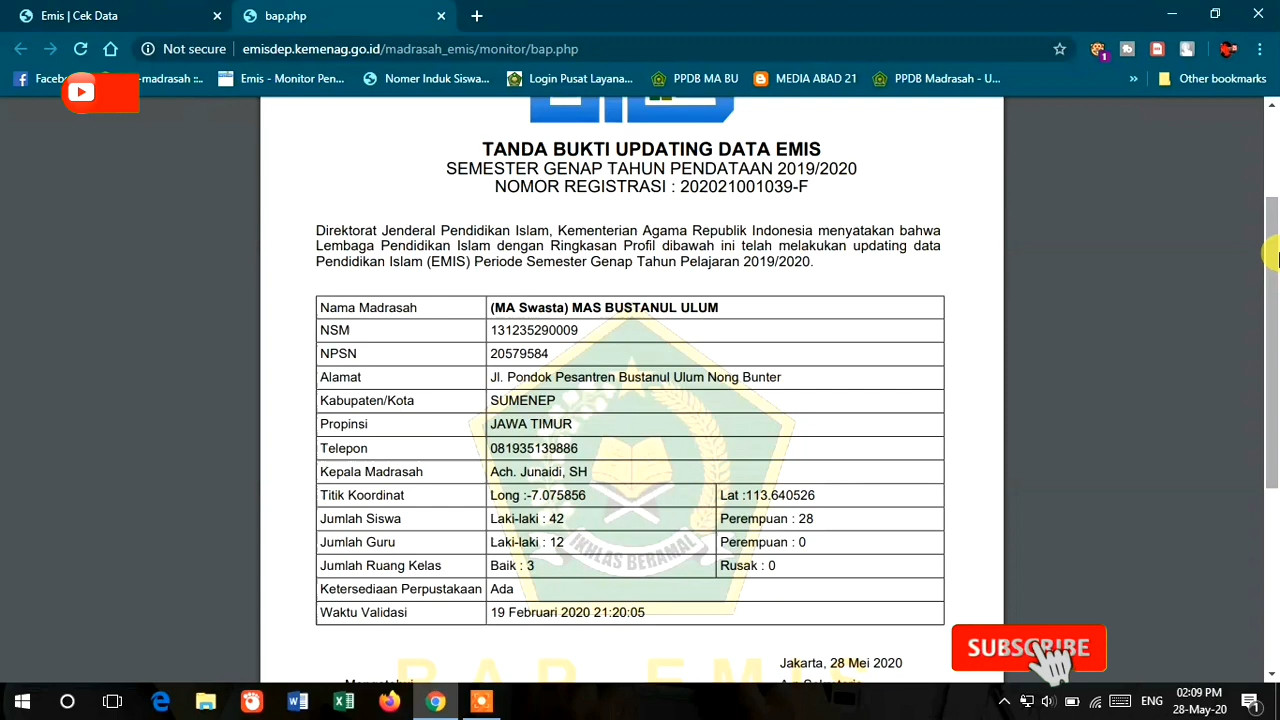 Emis | Cek Data
bap.php
Not secure
emisdep.kemenag.go.id/madrasah_emis/monitor/bap.php
1
Faceb
-madrasah ::..
Emis - Monitor Pen...
Nomer Induk Siswa...
Login Pusat Layana...
PPDB MA BU
MEDIA ABAD 21
PPDB Madrasah - U...
»
Other bookmarks
TANDA BUKTI UPDATING DATA EMIS
SEMESTER GENAP TAHUN PENDATAAN 2019/2020
NOMOR REGISTRASI : 202021001039-F
Direktorat Jenderal Pendidikan Islam, Kementerian Agama Republik Indonesia menyatakan bahwa
Lembaga Pendidikan Islam dengan Ringkasan Profil dibawah ini telah melakukan updating data
Pendidikan Islam (EMIS) Periode Semester Genap Tahun Pelajaran 2019/2020.
Nama Madrasah (MA Swasta) MAS BUSTANUL ULUM
NSM 131235290009
NPSN 20579584
Alamat Jl. Pondok Pesantren Bustanul Ulum Nong Bunter
Kabupaten/Kota SUMENEP
Propinsi JAWA TIMUR
Telepon 081935139886
Kepala Madrasah Ach. Junaidi, SH
Titik Koordinat Long :-7.075856 Lat :113.640526
Jumlah Siswa Laki-laki : 42 Perempuan : 28
Jumlah Guru Laki-laki : 12 Perempuan : 0
Jumlah Ruang Kelas Baik : 3 Rusak : 0
Ketersediaan Perpustakaan Ada
Waktu Validasi 19 Februari 2020 21:20:05
IKHLAS BERAMAL
Jakarta, 28 Mei 2020
SUBSCRIBE
ENG
02:09 PM
28-May-20
1